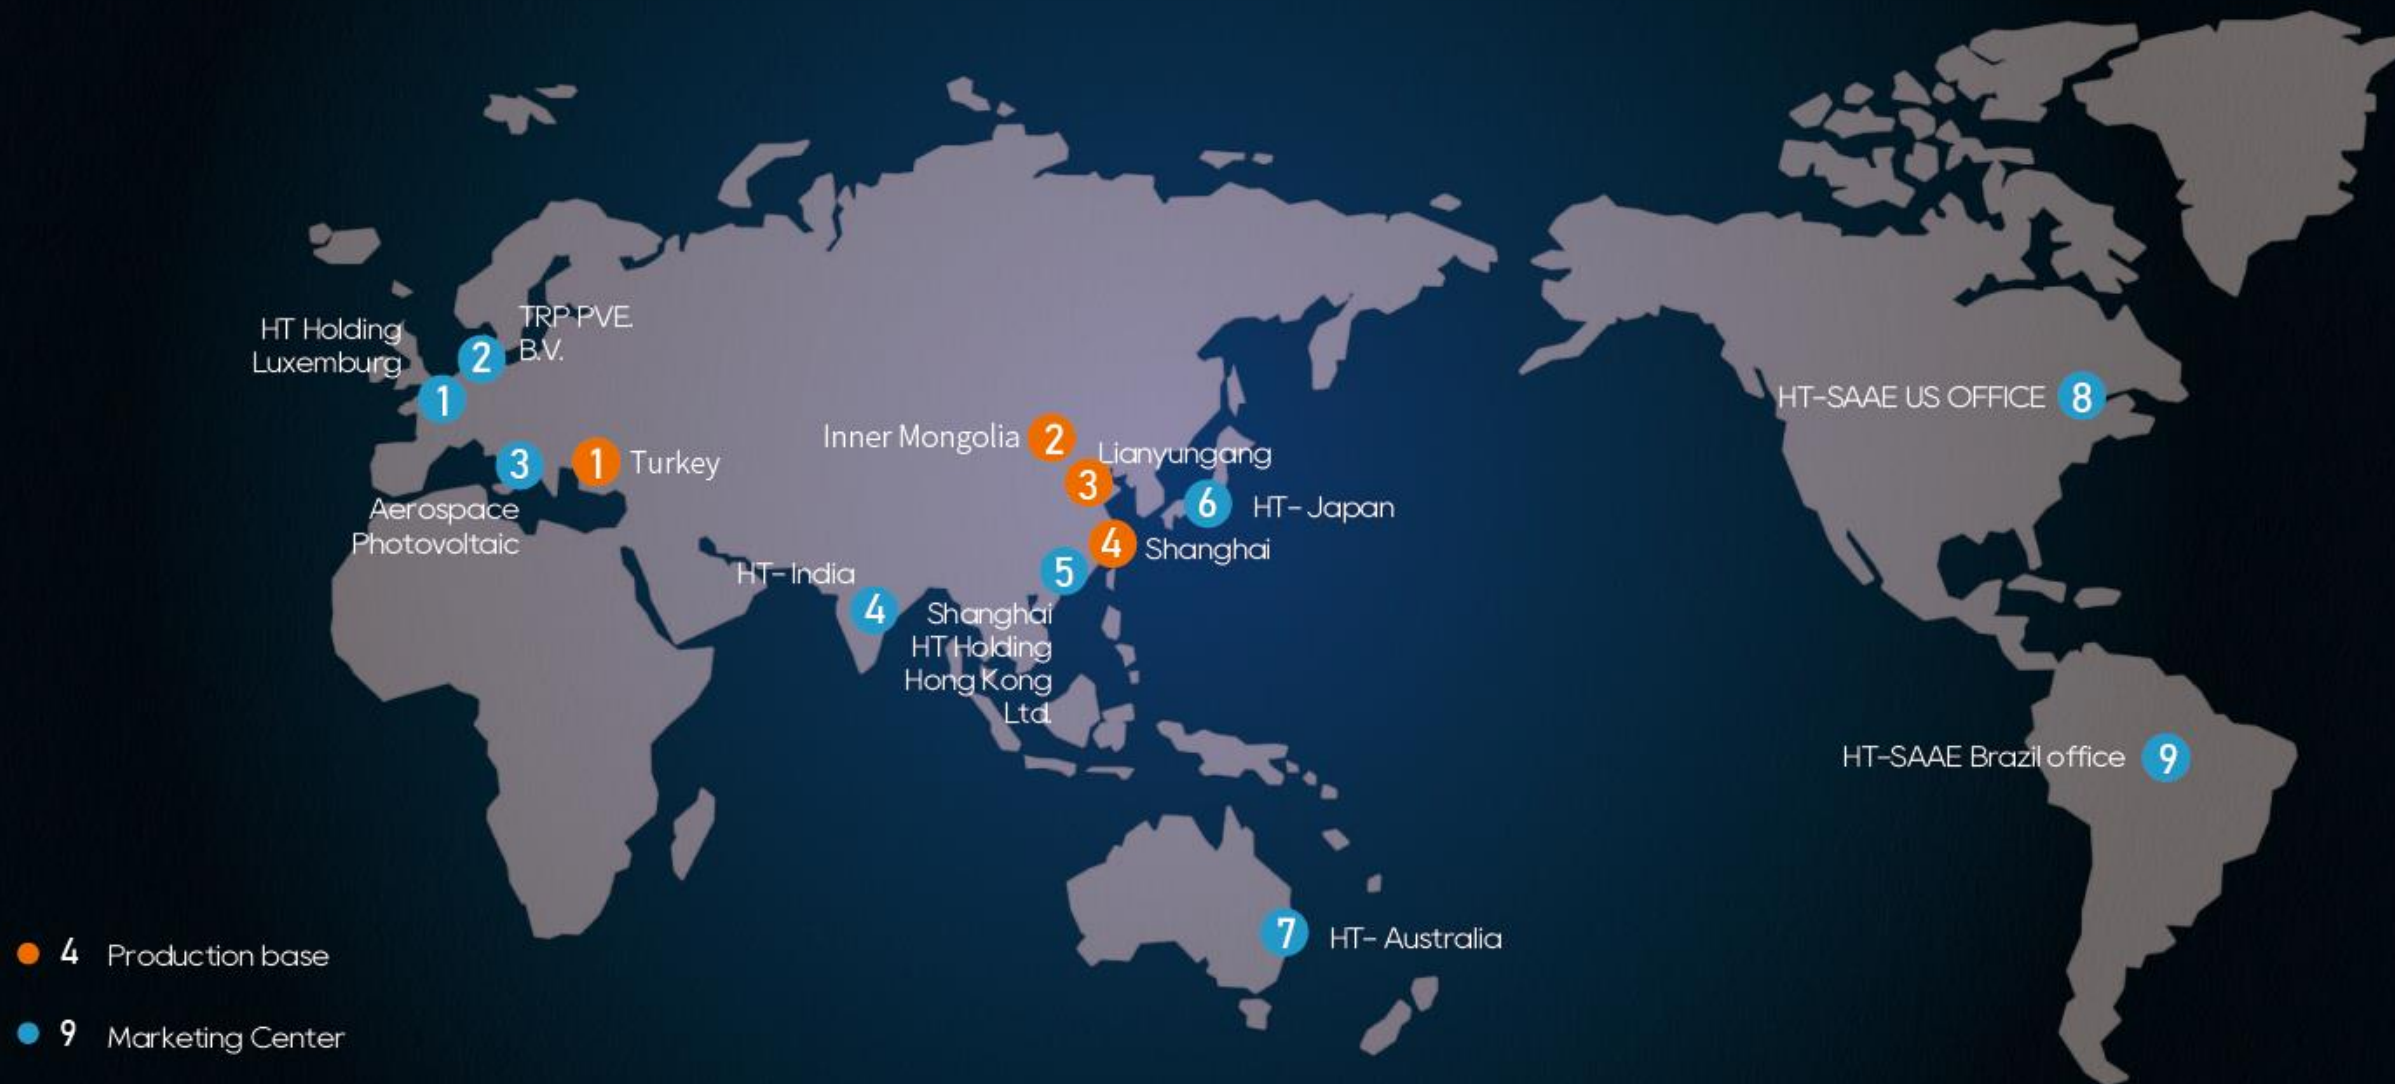 HT Holding
Luxemburg
1
2
TRP PVE.
B.V.
3
Aerospace
Photovoltaic
1
Turkey
Inner Mongolia
2
Lianyungang
3
6
HT- Japan
4
Shanghai
HT- India
4
5
Shanghai
HT Holding
Hong Kong
Ltd.
7
HT- Australia
HT-SAAE US OFFICE
8
HT-SAAE Brazil office
9
4 Production base
9 Marketing Center